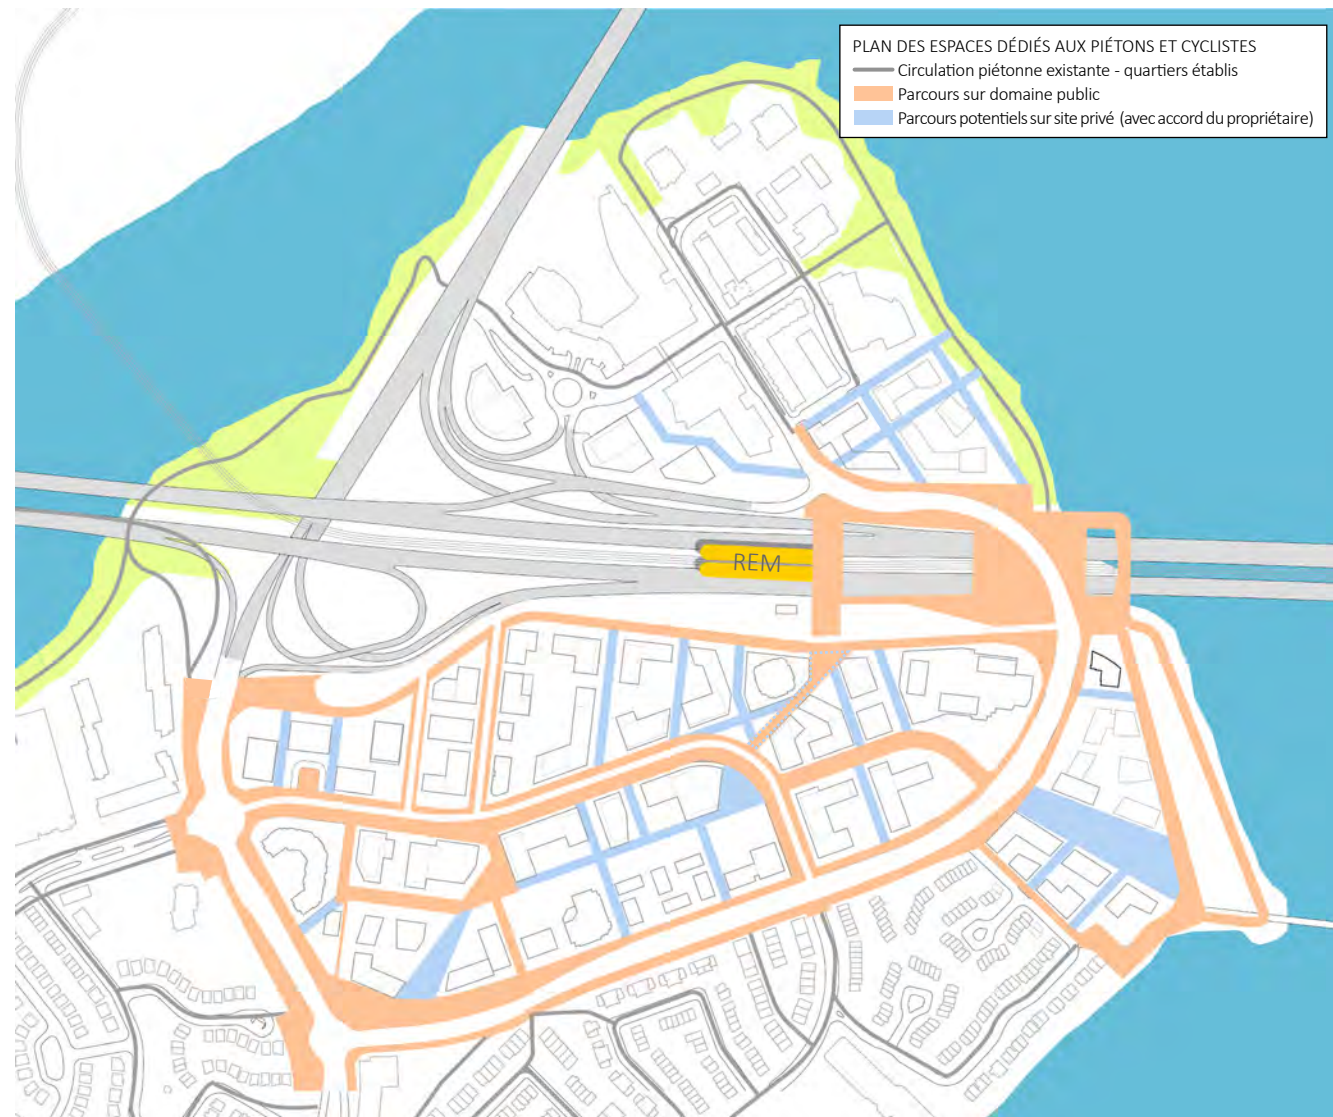 PLAN DES ESPACES DÉDIÉS AUX PIÉTONS ET CYCLISTES
Circulation piétonne existante - quartiers établis
Parcours sur domaine public
Parcours potentiels sur site privé (avec accord du propriétaire)
REM